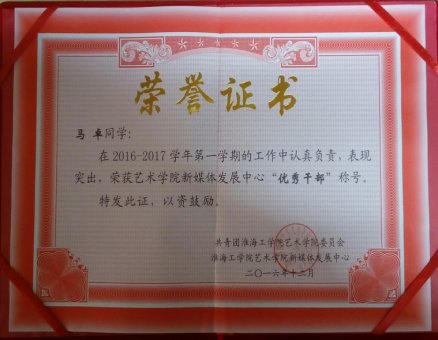 荣誉证书
马卓同学:
在2016-2017学年第一学期的工作中认真负责，表现
突出，荣获艺术学院新媒体发展中心“优秀干部”称号。
特发此证，以资鼓励。
共青团淮海工学院艺术学院委员会
淮海工学院艺术学院新媒体发展中心
二〇一六年十二月